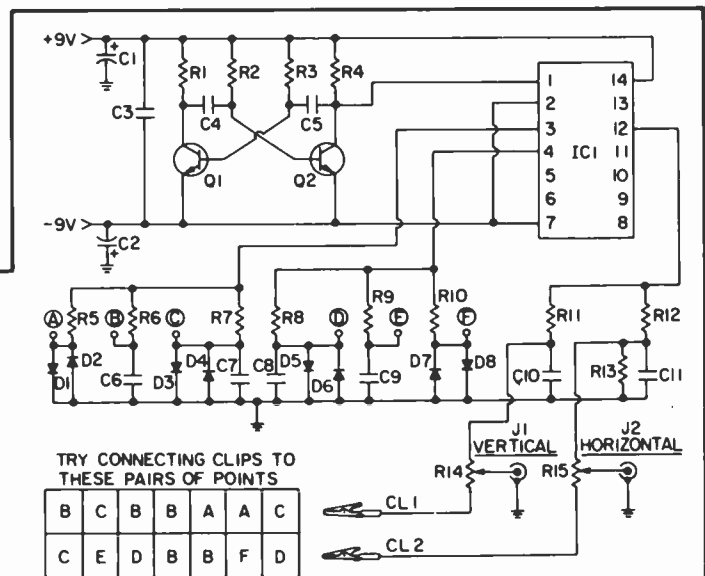 +9V
C1
R1 R2 R3 R4
C3
C4 C5
Q1 Q2
1 14
2 13
3 12
4 IC1 11
5 10
6 9
7 8
-9V
C2
A R5 B R6 C R7 R8 D R9 E R10 F R11 R12
D1 D2 C6 D3 D4 C7 C8 D5 D6 C9 D7 D8 C10 R13 C11
J1 J2
VERTICAL HORIZONTAL
R14 R15
TRY CONNECTING CLIPS TO
THESE PAIRS OF POINTS
B C B B A A C
C E D B B F D
CL1
CL2